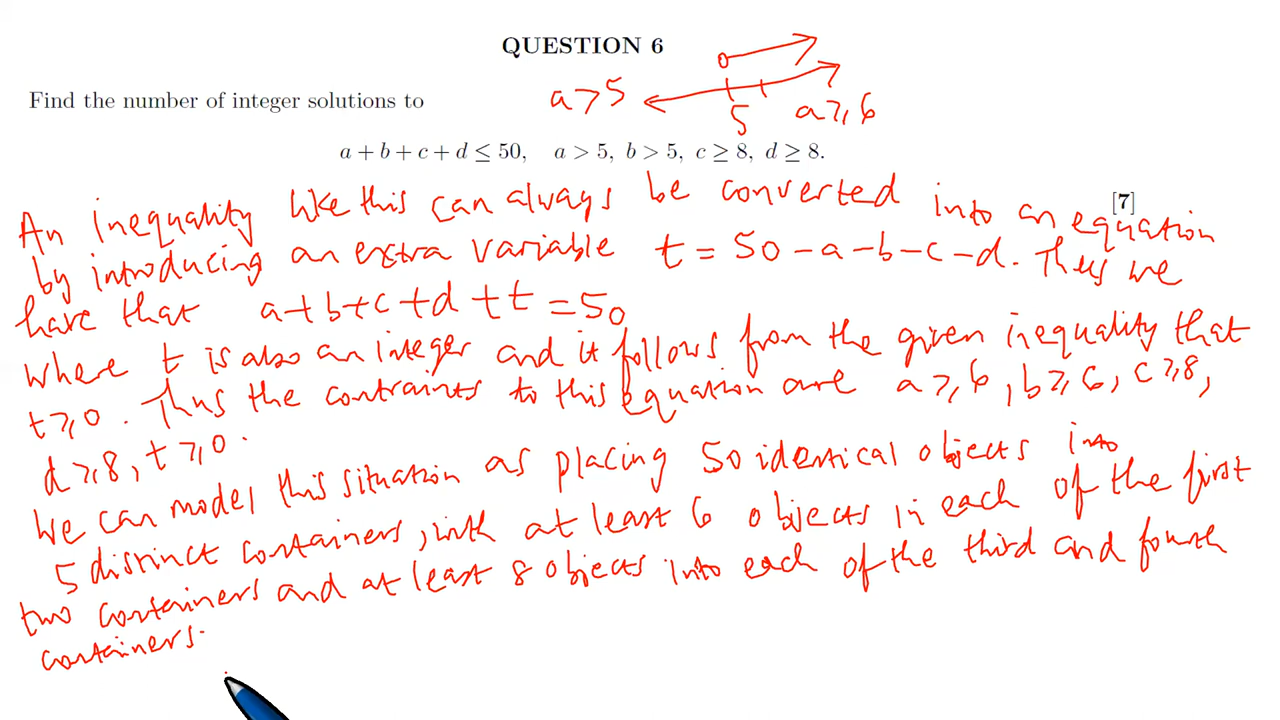 QUESTION 6
Find the number of integer solutions to
a > 5
5
a ⩾ 6
a + b + c + d ≤ 50, a > 5, b > 5, c ≥ 8, d ≥ 8.
[7]
An inequality like this can always be converted into an equation
by introducing an extra variable t = 50 - a - b - c - d. Thus we
have that a + b + c + d + t = 50
where t is also an integer and it follows from the given inequality that
t ⩾ 0. Thus the contraints to this equation are a ⩾ 6, b ⩾ 6, c ⩾ 8,
d ⩾ 8, t ⩾ 0.
We can model this situation as placing 50 identical objects into
5 distinct containers, with at least 6 objects in each of the first
two containers and at least 8 objects into each of the third and fourth
containers.